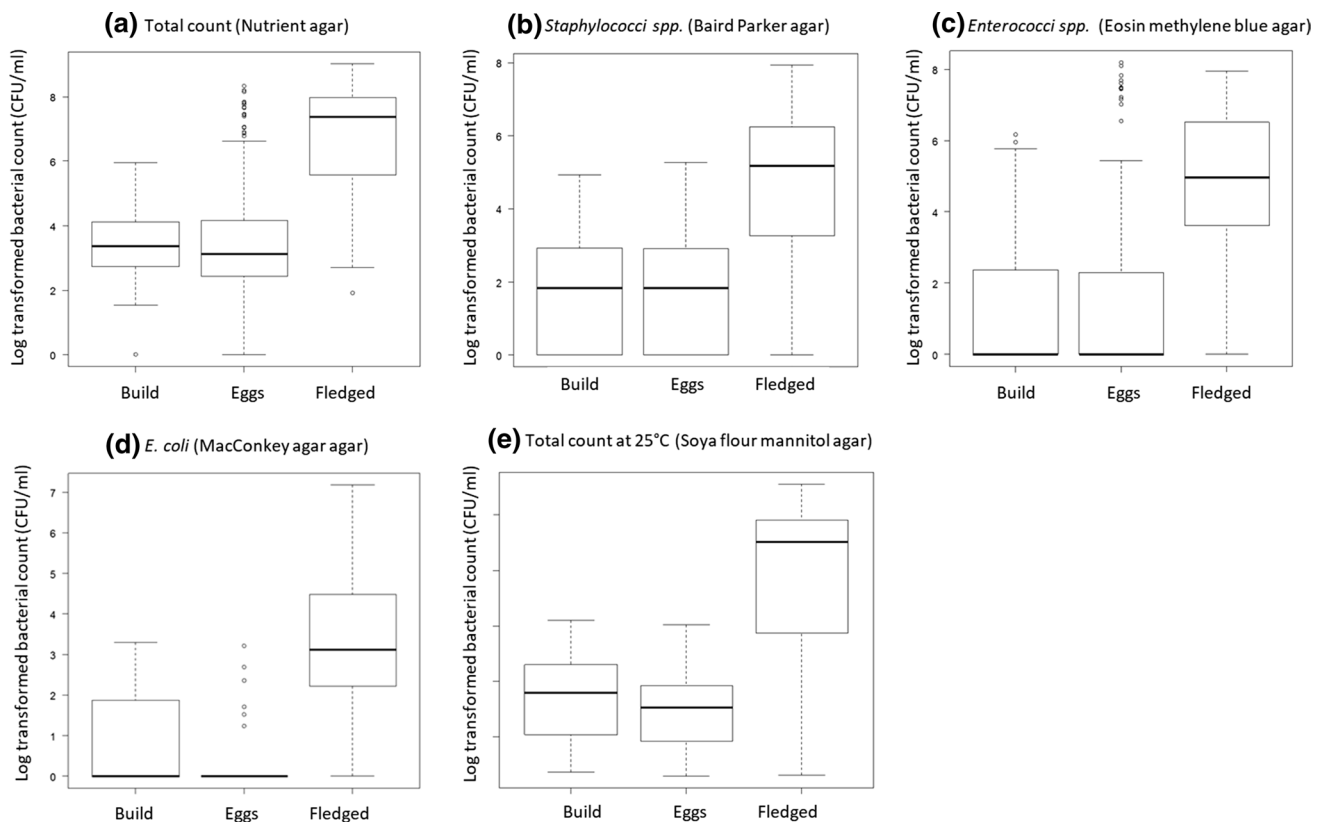 (a) Total count (Nutrient agar)
Log transformed bacterial count (CFU/ml)
8
6
4
2
0
Build Eggs Fledged
(b) Staphylococci spp. (Baird Parker agar)
Log transformed bacterial count (CFU/ml)
8
6
4
2
0
Build Eggs Fledged
(c) Enterococci spp. (Eosin methylene blue agar)
Log transformed bacterial count (CFU/ml)
8
6
4
2
0
Build Eggs Fledged
(d) E. coli (MacConkey agar agar)
Log transformed bacterial count (CFU/ml)
7
6
5
4
3
2
1
0
Build Eggs Fledged
(e) Total count at 25°C (Soya flour mannitol agar)
Log transformed bacterial count (CFU/ml)
Build Eggs Fledged